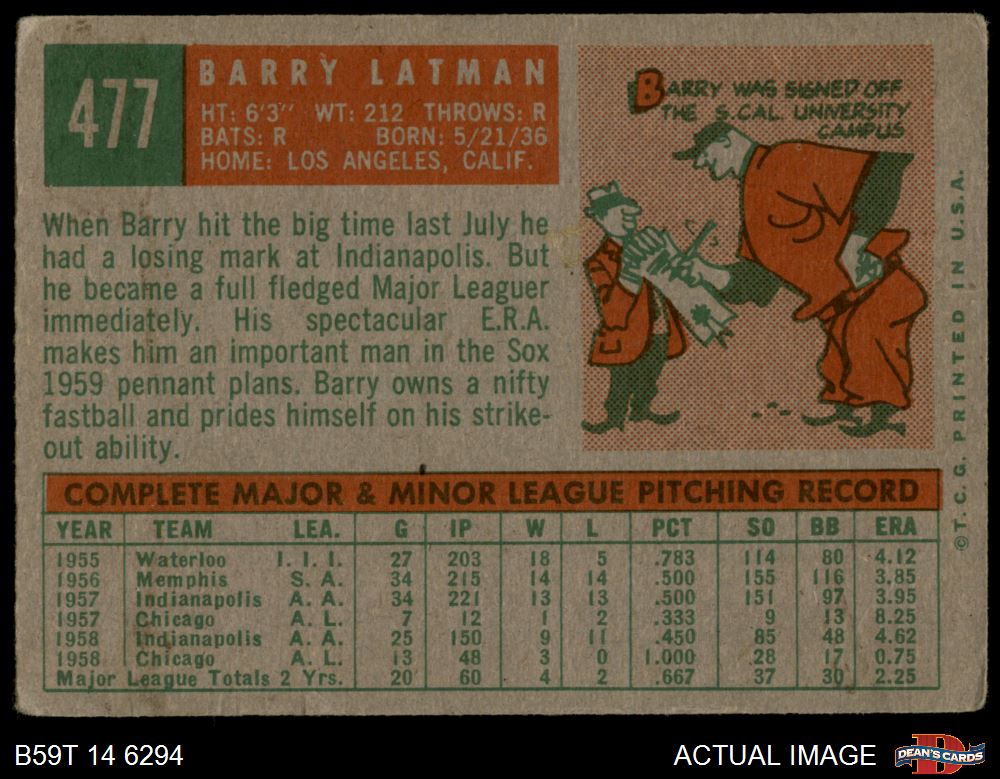 477
BARRY LATMAN
HT: 6'3" WT: 212 THROWS: R
BATS: R BORN: 5/21/36
HOME: LOS ANGELES, CALIF.
BARRY WAS SIGNED OFF
THE S.CAL. UNIVERSITY
CAMPUS
When Barry hit the big time last July he
had a losing mark at Indianapolis. But
he became a full fledged Major Leaguer
immediately. His spectacular E.R.A.
makes him an important man in the Sox
1959 pennant plans. Barry owns a nifty
fastball and prides himself on his strike-
out ability.
COMPLETE MAJOR & MINOR LEAGUE PITCHING RECORD
YEAR TEAM LEA. G IP W L PCT SO BB ERA
1955 Waterloo I. I. I. 27 203 18 5 .783 114 80 4.12
1956 Memphis S. A. 34 215 14 14 .500 155 116 3.85
1957 Indianapolis A. A. 34 221 13 13 .500 151 97 3.95
1957 Chicago A. L. 7 12 1 2 .333 9 13 8.25
1958 Indianapolis A. A. 25 150 9 11 .450 85 48 4.62
1958 Chicago A. L. 13 48 3 0 1.000 28 17 0.75
Major League Totals 2 Yrs. 20 60 4 2 .667 37 30 2.25
© T. C. G. PRINTED IN U.S.A.
B59T 14 6294
ACTUAL IMAGE
D
DEAN'S CARDS